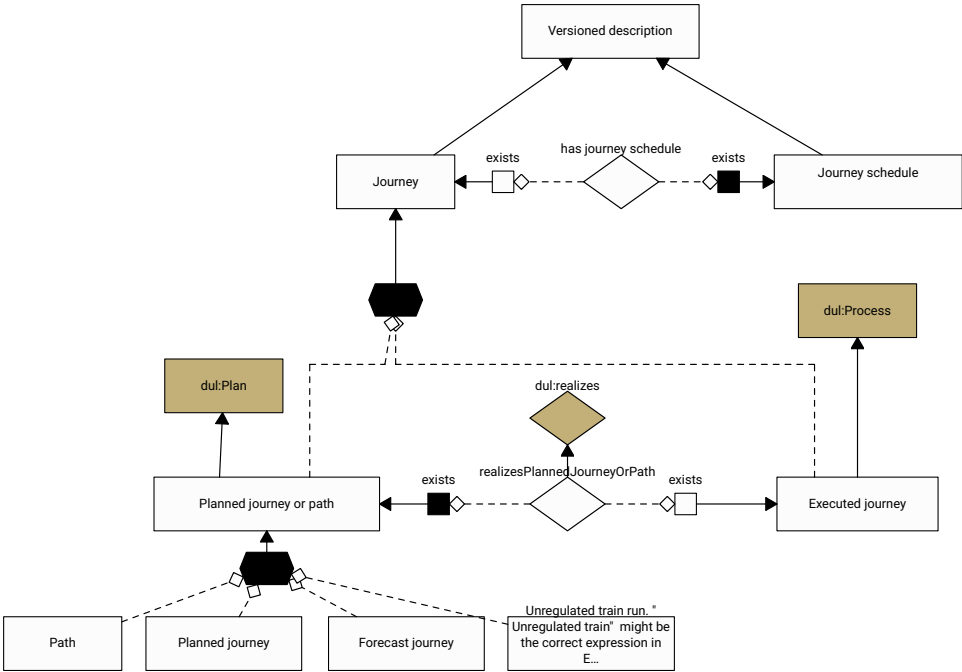 Versioned description
has journey schedule
exists
exists
Journey
Journey schedule
dul:Process
dul:Plan
dul:realizes
realizesPlannedJourneyOrPath
exists
exists
Planned journey or path
Executed journey
Path
Planned journey
Forecast journey
Unregulated train run. "
Unregulated train"  might be
the correct expression in
E...